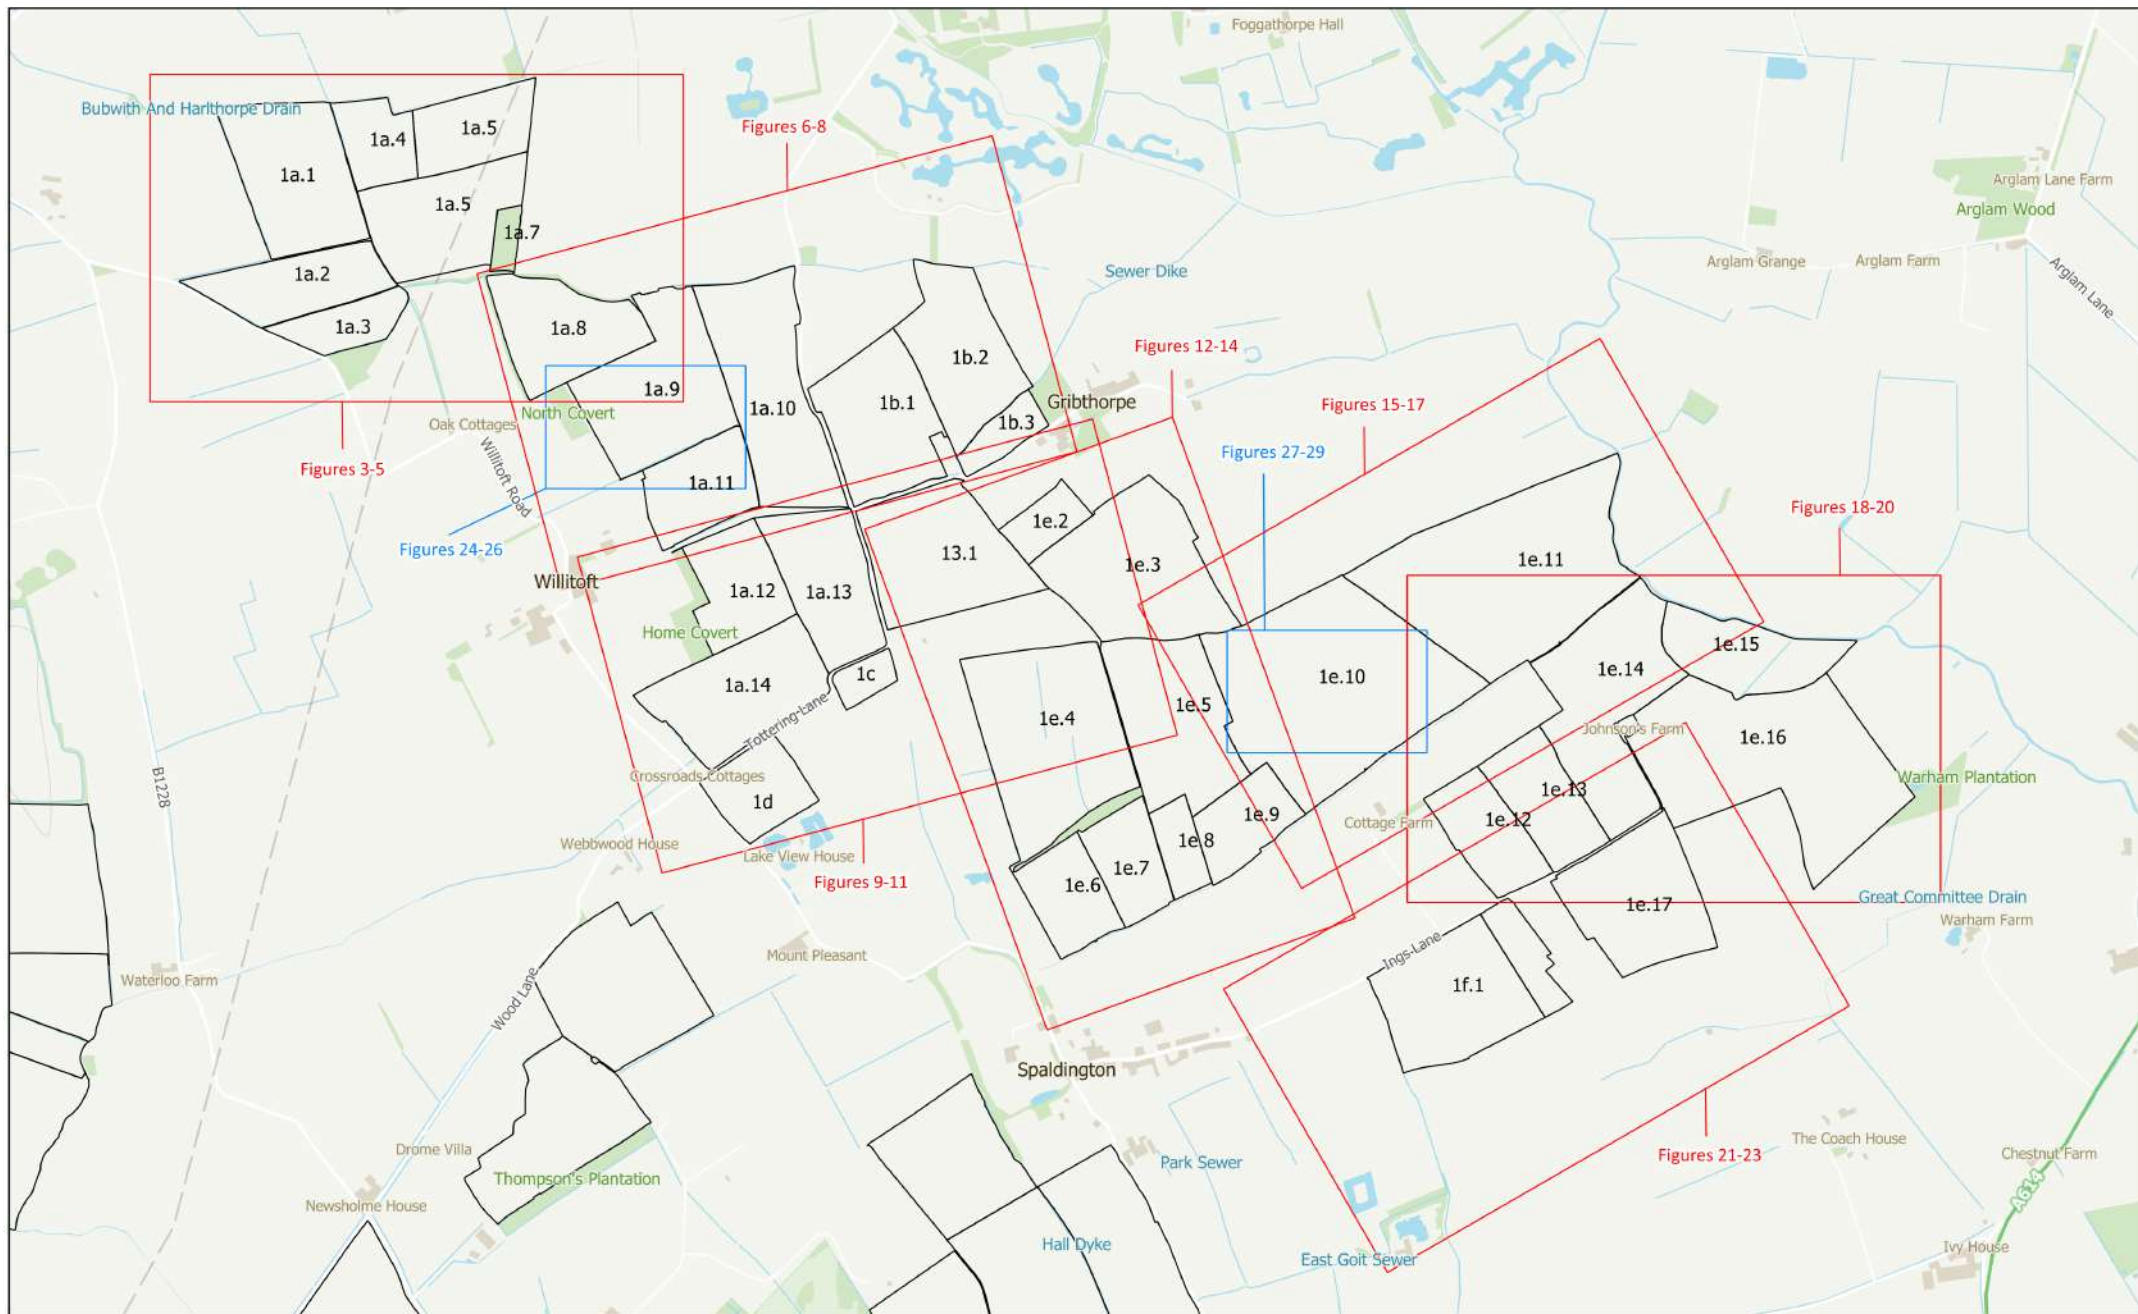 Foggathorpe Hall
Bubwith And Harlthorpe Drain
1a.4
1a.5
Figures 6-8
1a.1
1a.5
1a.7
Arglam Lane Farm
Arglam Wood
1a.2
Sewer Dike
Arglam Grange
Arglam Farm
Arglam Lane
1a.3
1a.8
Figures 12-14
1b.2
1a.9
1a.10
1b.1
Gribthorpe
Figures 15-17
North Covert
Oak Cottages
1b.3
Figures 3-5
Willitoft Road
1a.11
Figures 27-29
Figures 18-20
Figures 24-26
1e.2
13.1
1e.3
1e.11
Willitoft
1a.12
1a.13
Home Covert
1e.15
1e.14
1c
1a.14
1e.10
1e.5
1e.4
Tottering-Lane
Johnson's Farm
1e.16
Crossroads Cottages
Warham Plantation
B1228
1d
1e.13
1e.9
1e.12
Cottage Farm
Webbwood House
Lake View House
1e.8
1e.7
Figures 9-11
1e.6
1e.17
Great Committee Drain
Warham Farm
Mount Pleasant
Ings-Lane
Waterloo Farm
1f.1
Wood Lane
Spaldington
The Coach House
Drome Villa
Figures 21-23
Chestnut Farm
Park Sewer
Thompson's Plantation
A614
Newsholme House
Hall Dyke
East Goit Sewer
Ivy House